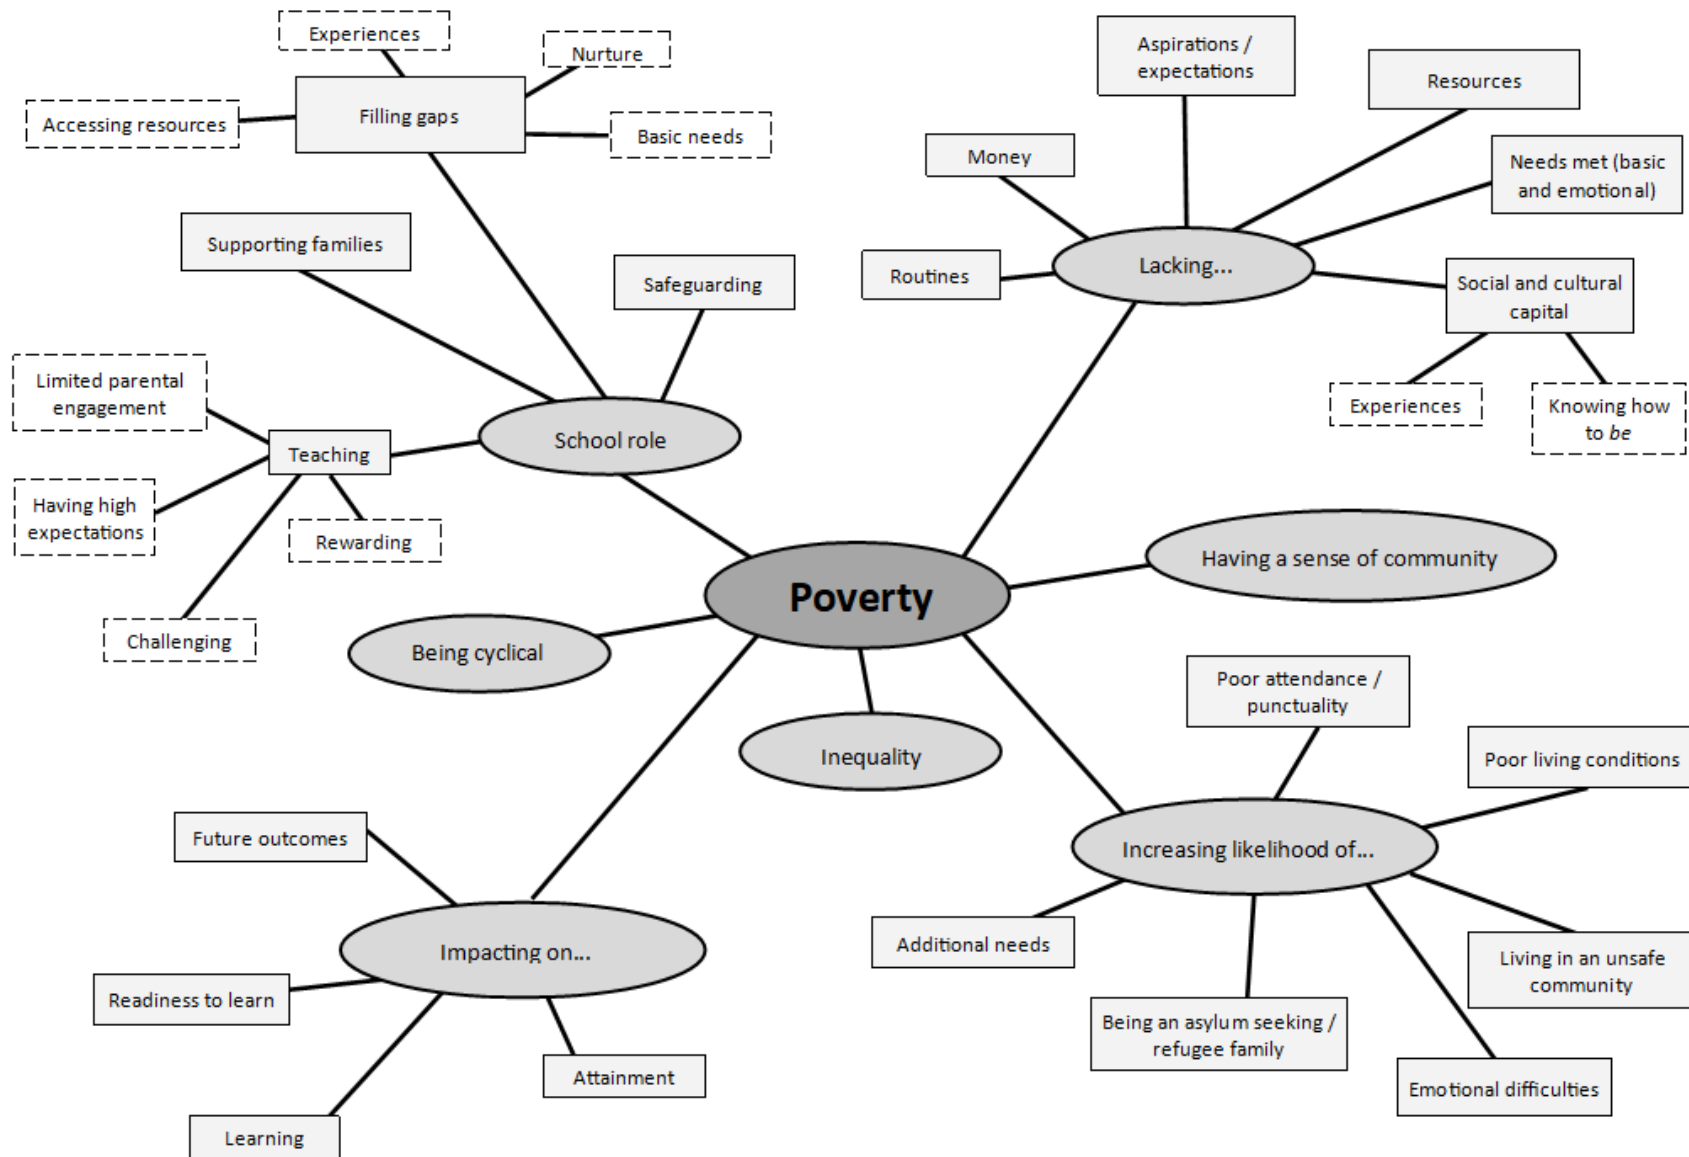 Experiences
Nurture
Accessing resources
Filling gaps
Basic needs
Supporting families
Safeguarding
Limited parental
engagement
Teaching
School role
Having high
expectations
Rewarding
Challenging
Aspirations /
expectations
Resources
Money
Needs met (basic
and emotional)
Routines
Lacking...
Social and cultural
capital
Experiences
Knowing how
to be
Having a sense of community
Poverty
Being cyclical
Inequality
Poor attendance /
punctuality
Poor living conditions
Increasing likelihood of...
Additional needs
Living in an unsafe
community
Being an asylum seeking /
refugee family
Emotional difficulties
Future outcomes
Impacting on...
Readiness to learn
Attainment
Learning